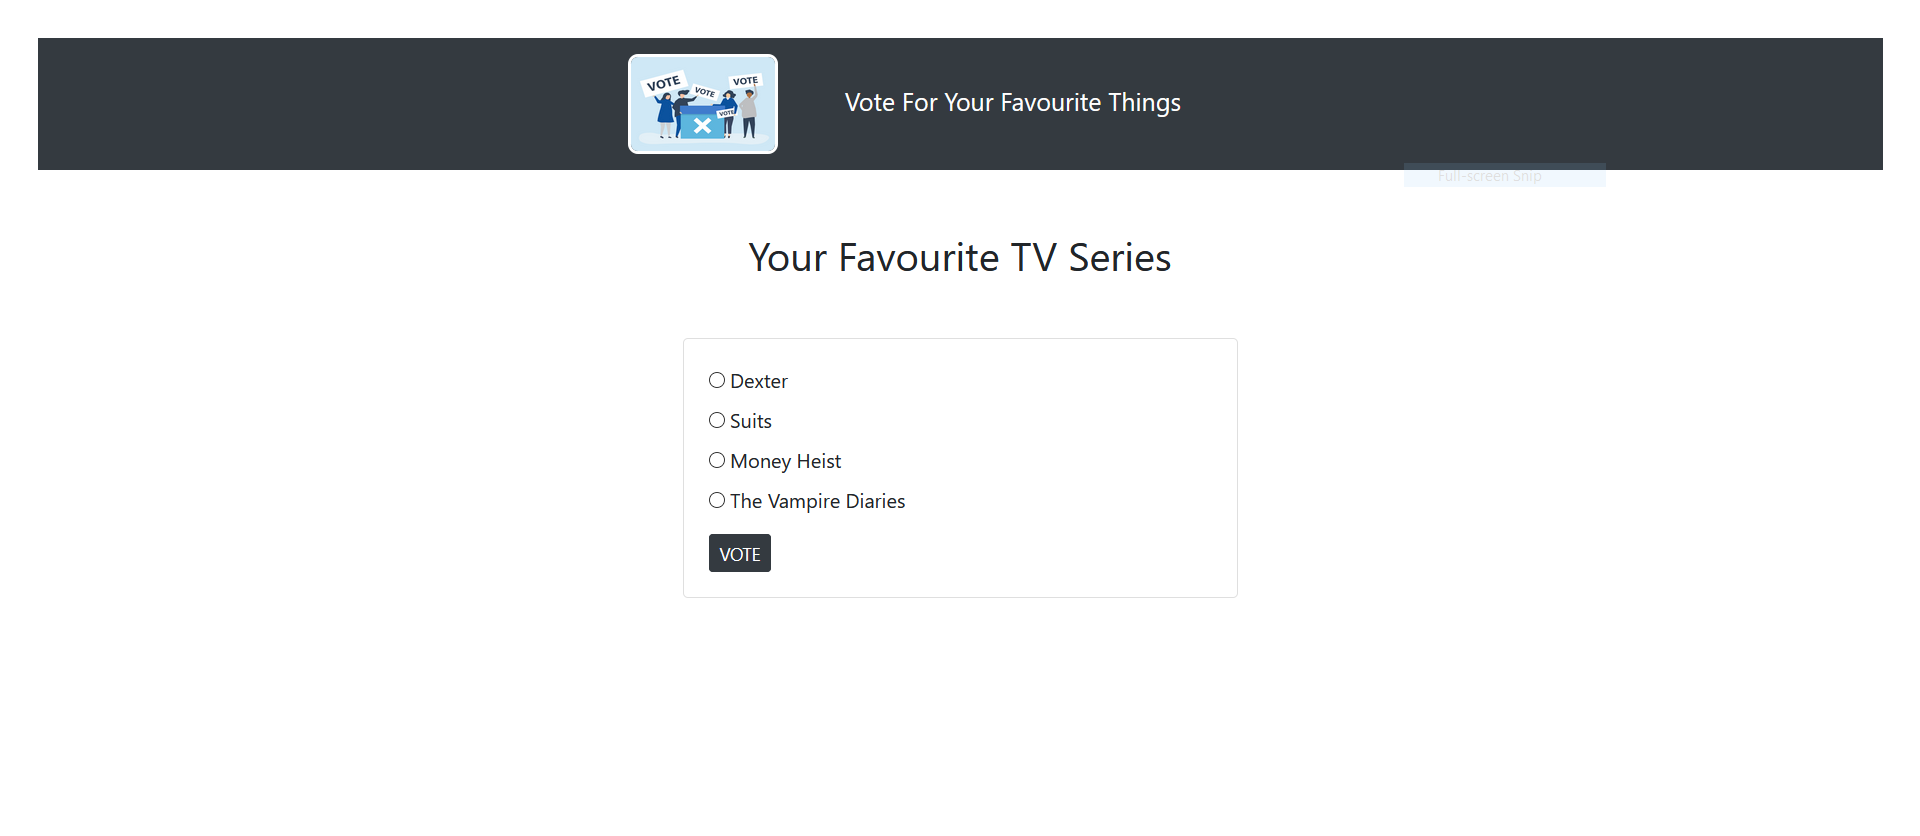 VOTE
VOTE
VOTE
VOTE
Vote For Your Favourite Things
Full-screen Snip
Your Favourite TV Series
Dexter
Suits
Money Heist
The Vampire Diaries
VOTE